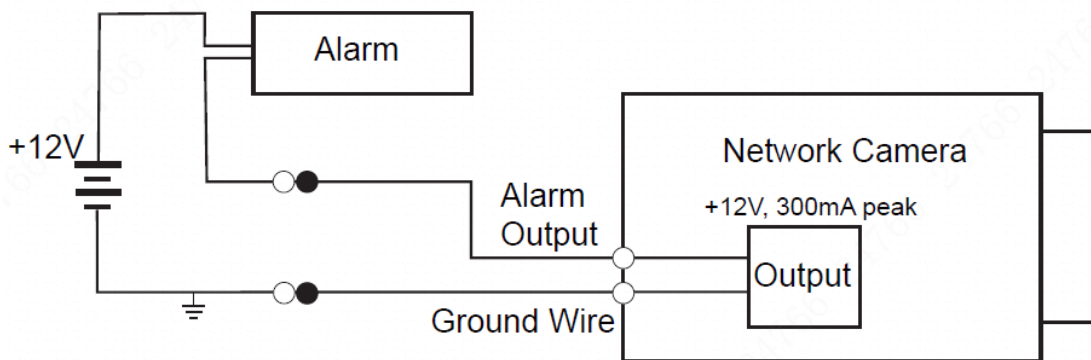 Alarm
+12V
Network Camera
+12V, 300mA peak
Alarm
Output
Output
Ground Wire